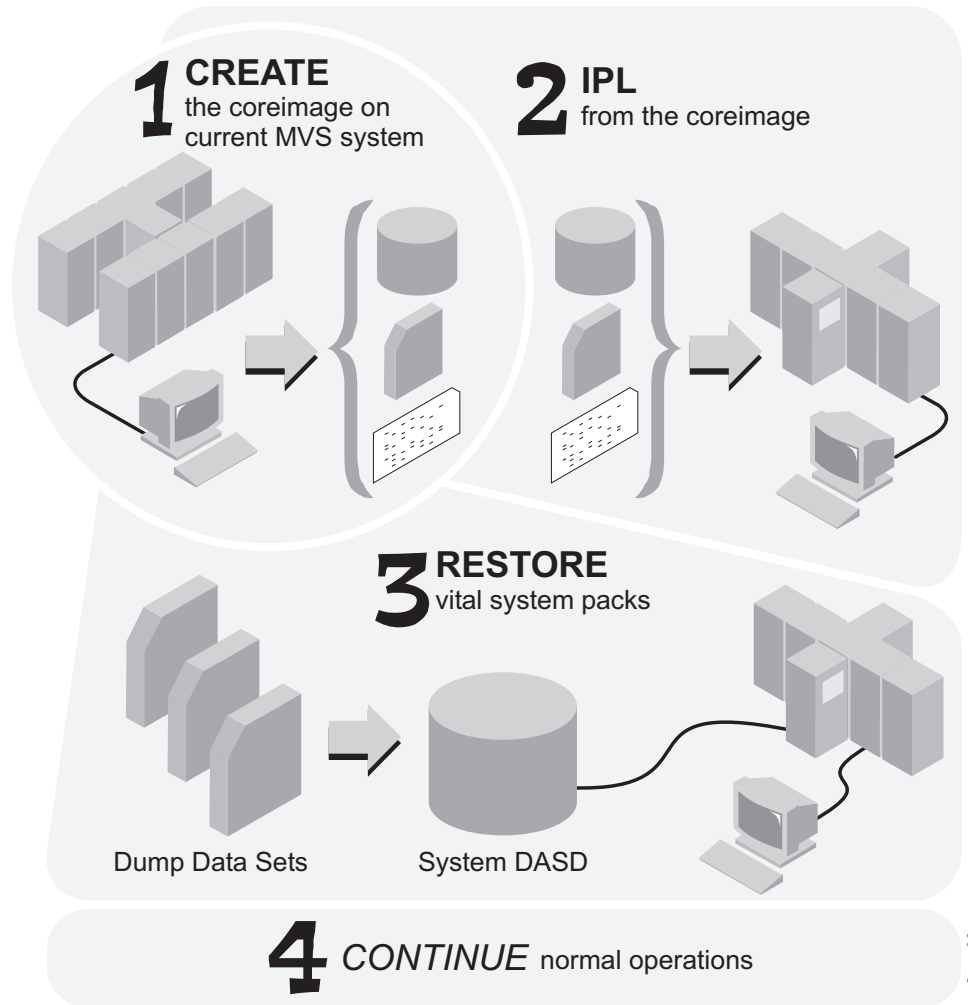 1 CREATE
the coreimage on
current MVS system
2 IPL
from the coreimage
3 RESTORE
vital system packs
Dump Data Sets
System DASD
4 CONTINUE normal operations